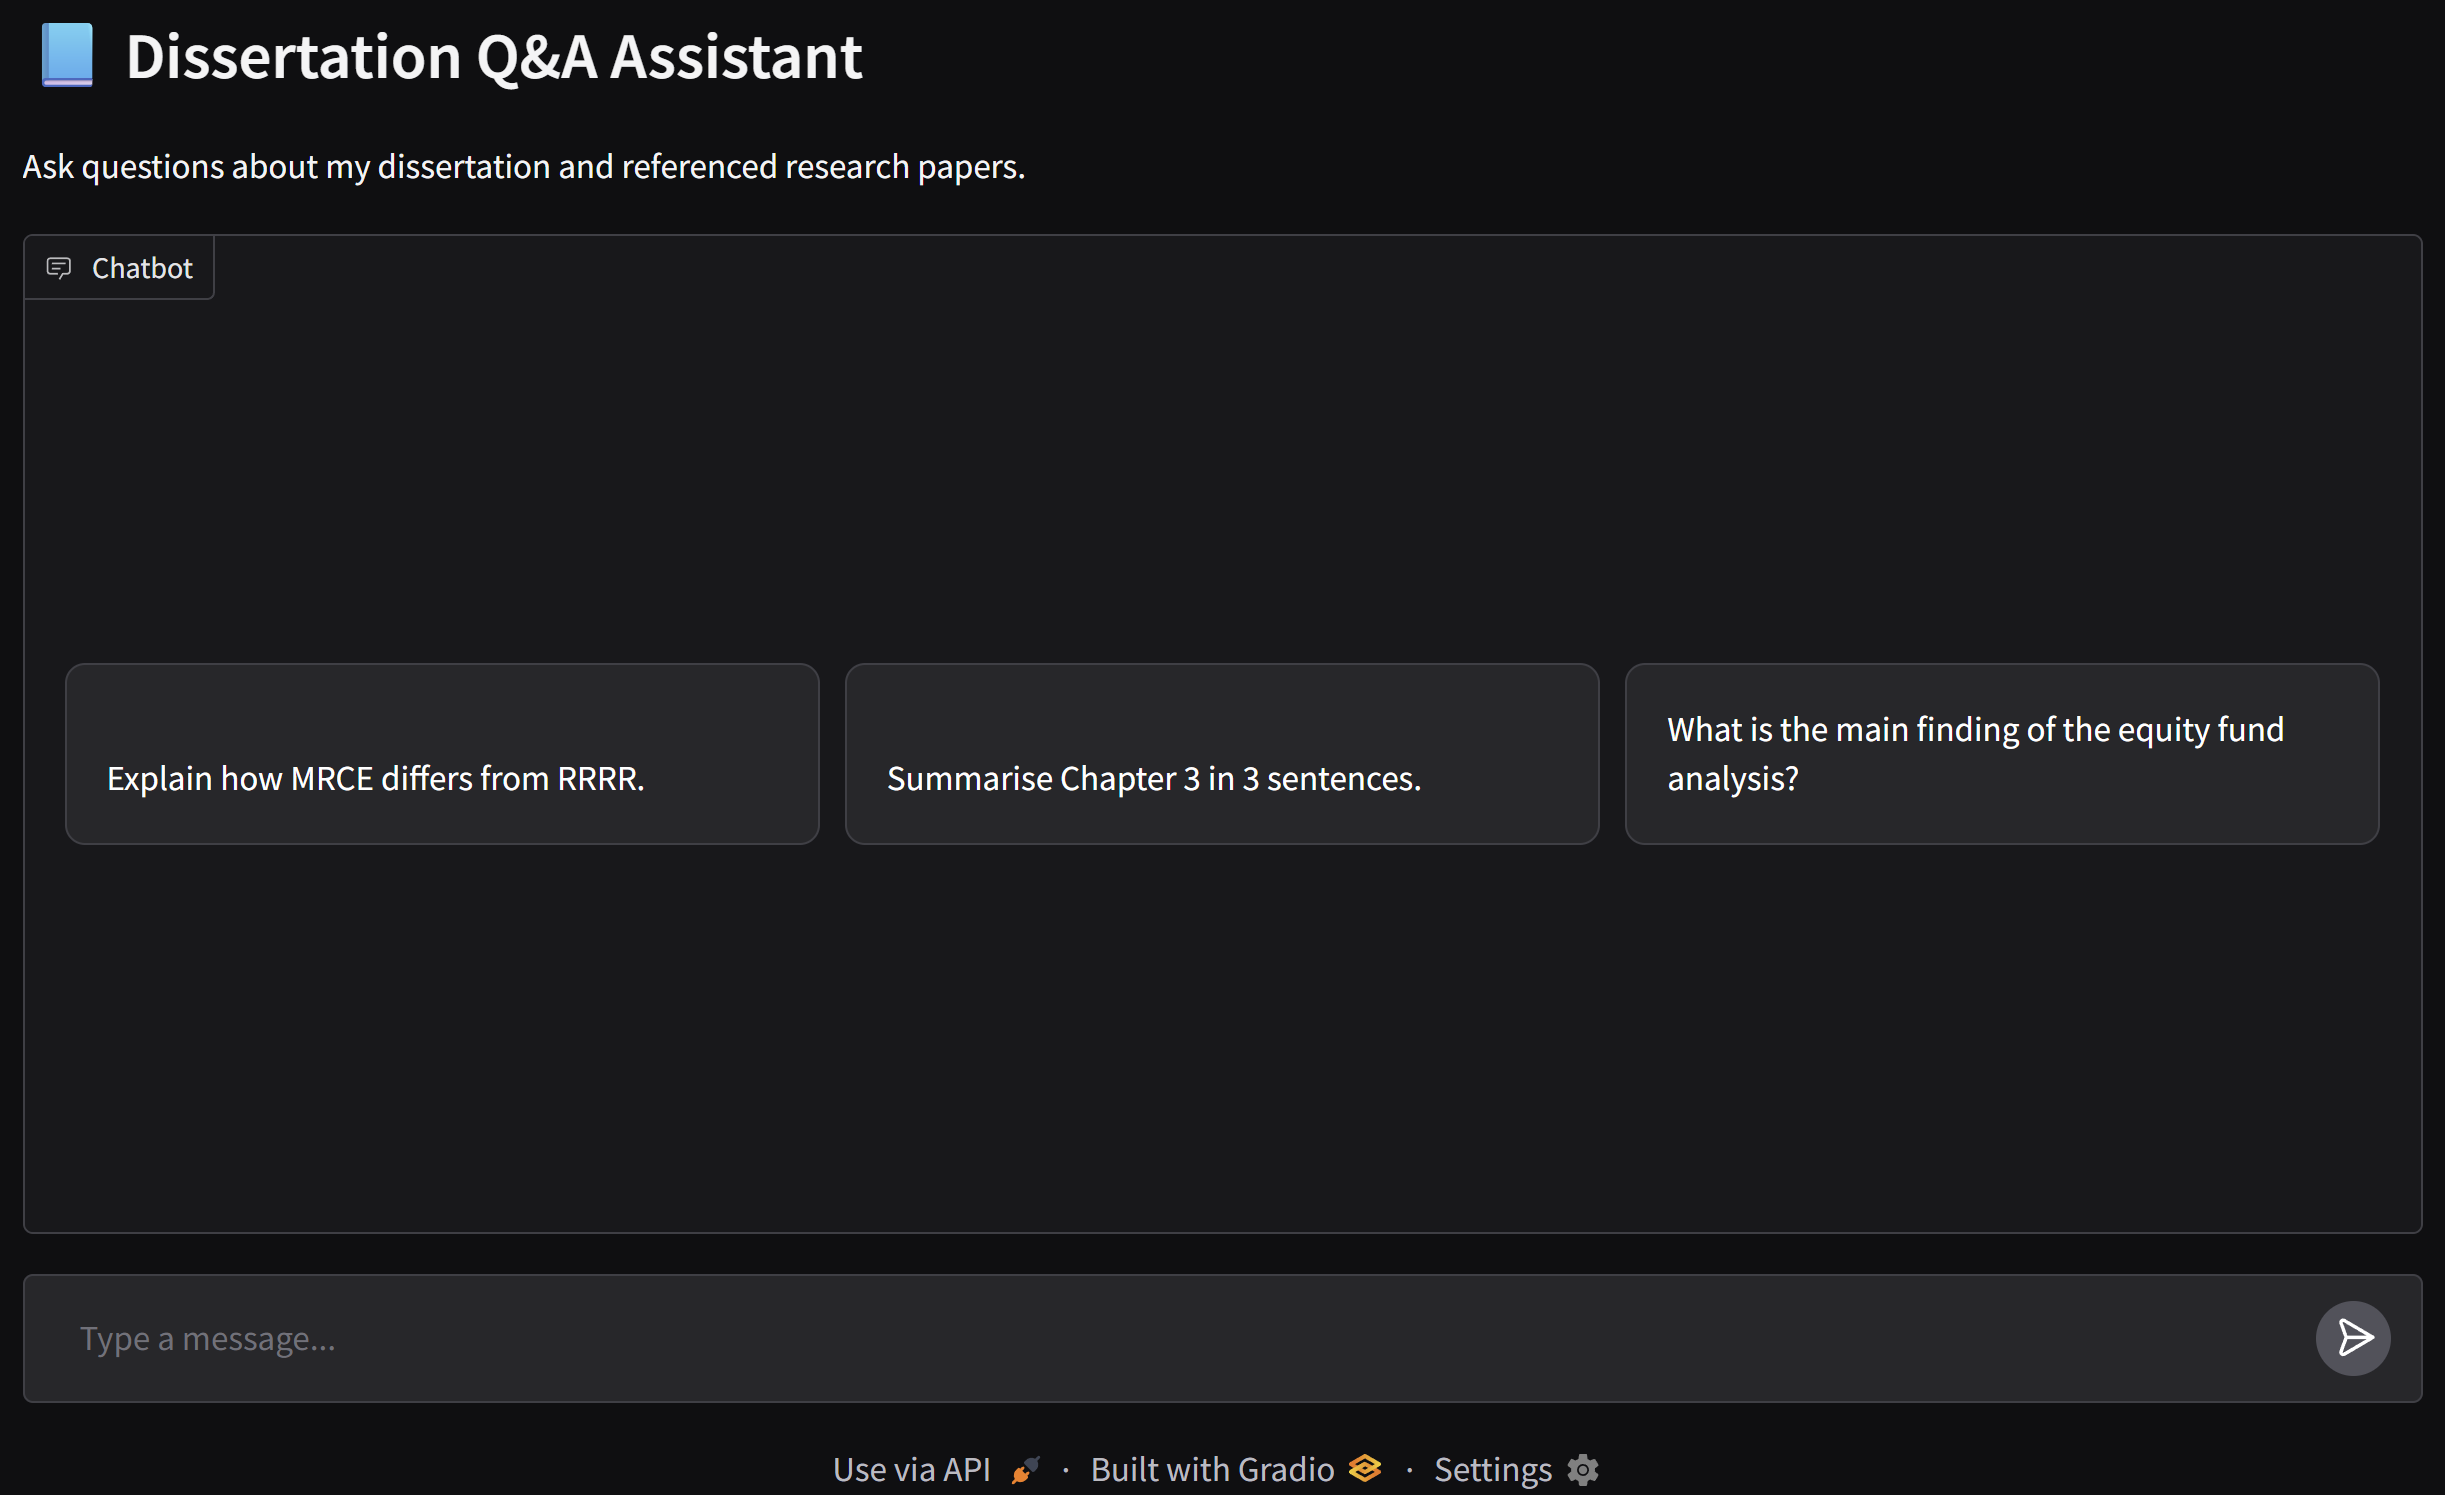 Dissertation Q&A Assistant
Ask questions about my dissertation and referenced research papers.
Chatbot
Explain how MRCE differs from RRRR.
Summarise Chapter 3 in 3 sentences.
What is the main finding of the equity fund
analysis?
Type a message...
Use via API · Built with Gradio · Settings